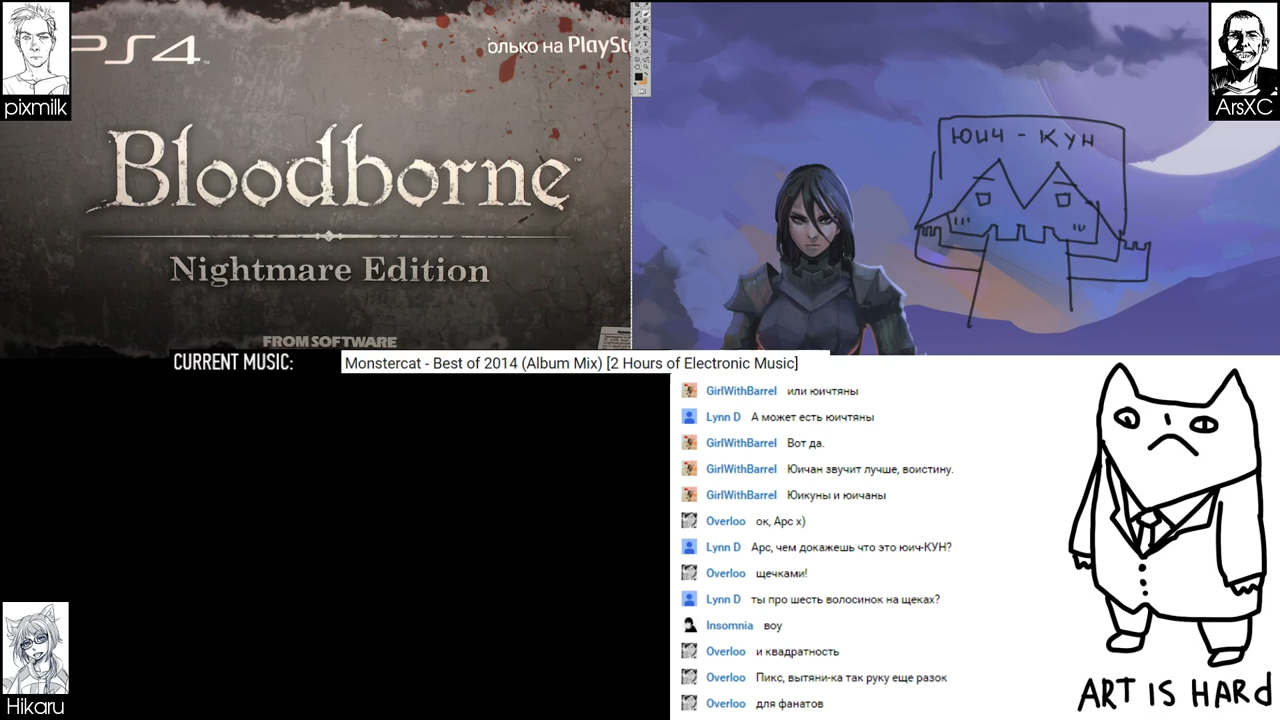 PS4™
олько на PlaySt
pixmilk
Bloodborne™
Nightmare Edition
FROM SOFTWARE
ЮИЧ - КУН
ArsXC
CURRENT MUSIC:
Monstercat - Best of 2014 (Album Mix) [2 Hours of Electronic Music]
GirlWithBarrel или юичтяны
Lynn D А может есть юичтяны
GirlWithBarrel Вот да.
GirlWithBarrel Юичан звучит лучше, воистину.
GirlWithBarrel Юикуны и юичаны
Overloo ок, Арс х)
Lynn D Арс, чем докажешь что это юич-КУН?
Overloo щечками!
Lynn D ты про шесть волосинок на щеках?
Insomnia воу
Overloo и квадратность
Overloo Пикс, вытяни-ка так руку еще разок
Overloo для фанатов
Hikaru
ART IS HARd